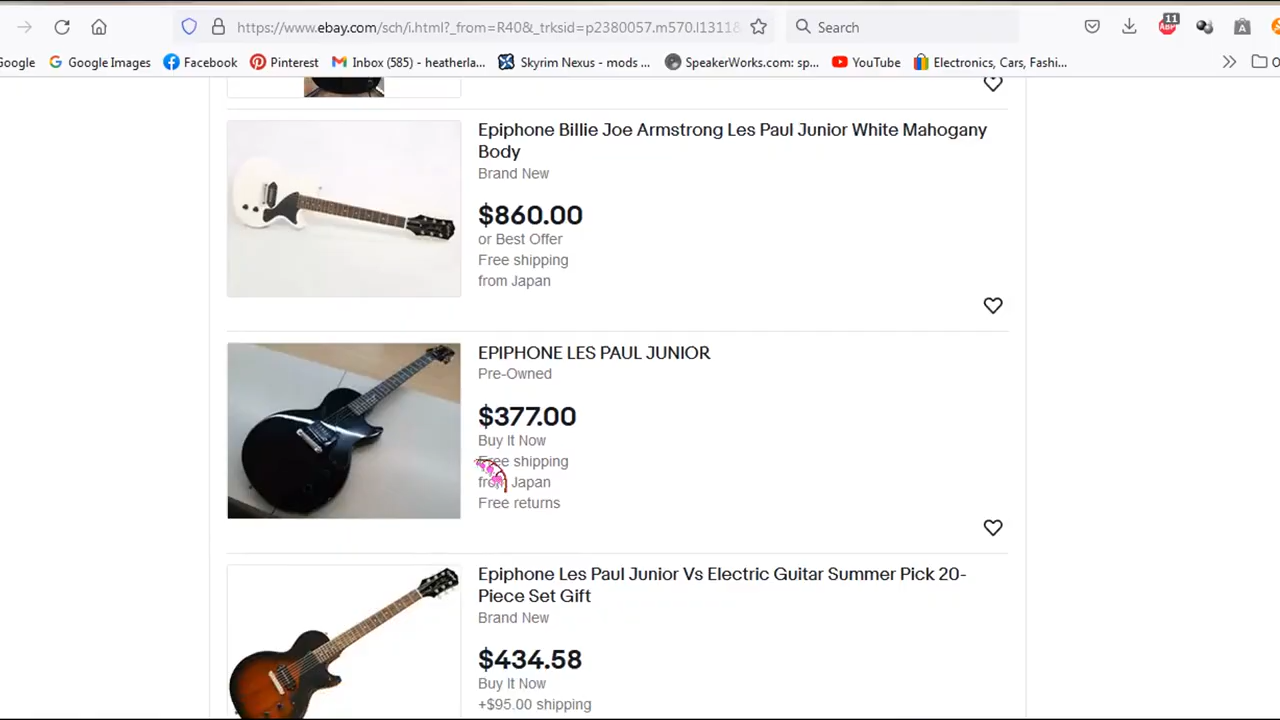 https://www.ebay.com/sch/i.html?_from=R40&_trksid=p2380057.m570.l1311
Search
11
ABP
Google Images Facebook Pinterest Inbox (585) - heatherla... Skyrim Nexus - mods ... SpeakerWorks.com: sp... YouTube Electronics, Cars, Fashi...
Epiphone Billie Joe Armstrong Les Paul Junior White Mahogany
Body
Brand New
$860.00
or Best Offer
Free shipping
from Japan
EPIPHONE LES PAUL JUNIOR
Pre-Owned
$377.00
Buy It Now
Free shipping
from Japan
Free returns
Epiphone Les Paul Junior Vs Electric Guitar Summer Pick 20-
Piece Set Gift
Brand New
$434.58
Buy It Now
+$95.00 shipping